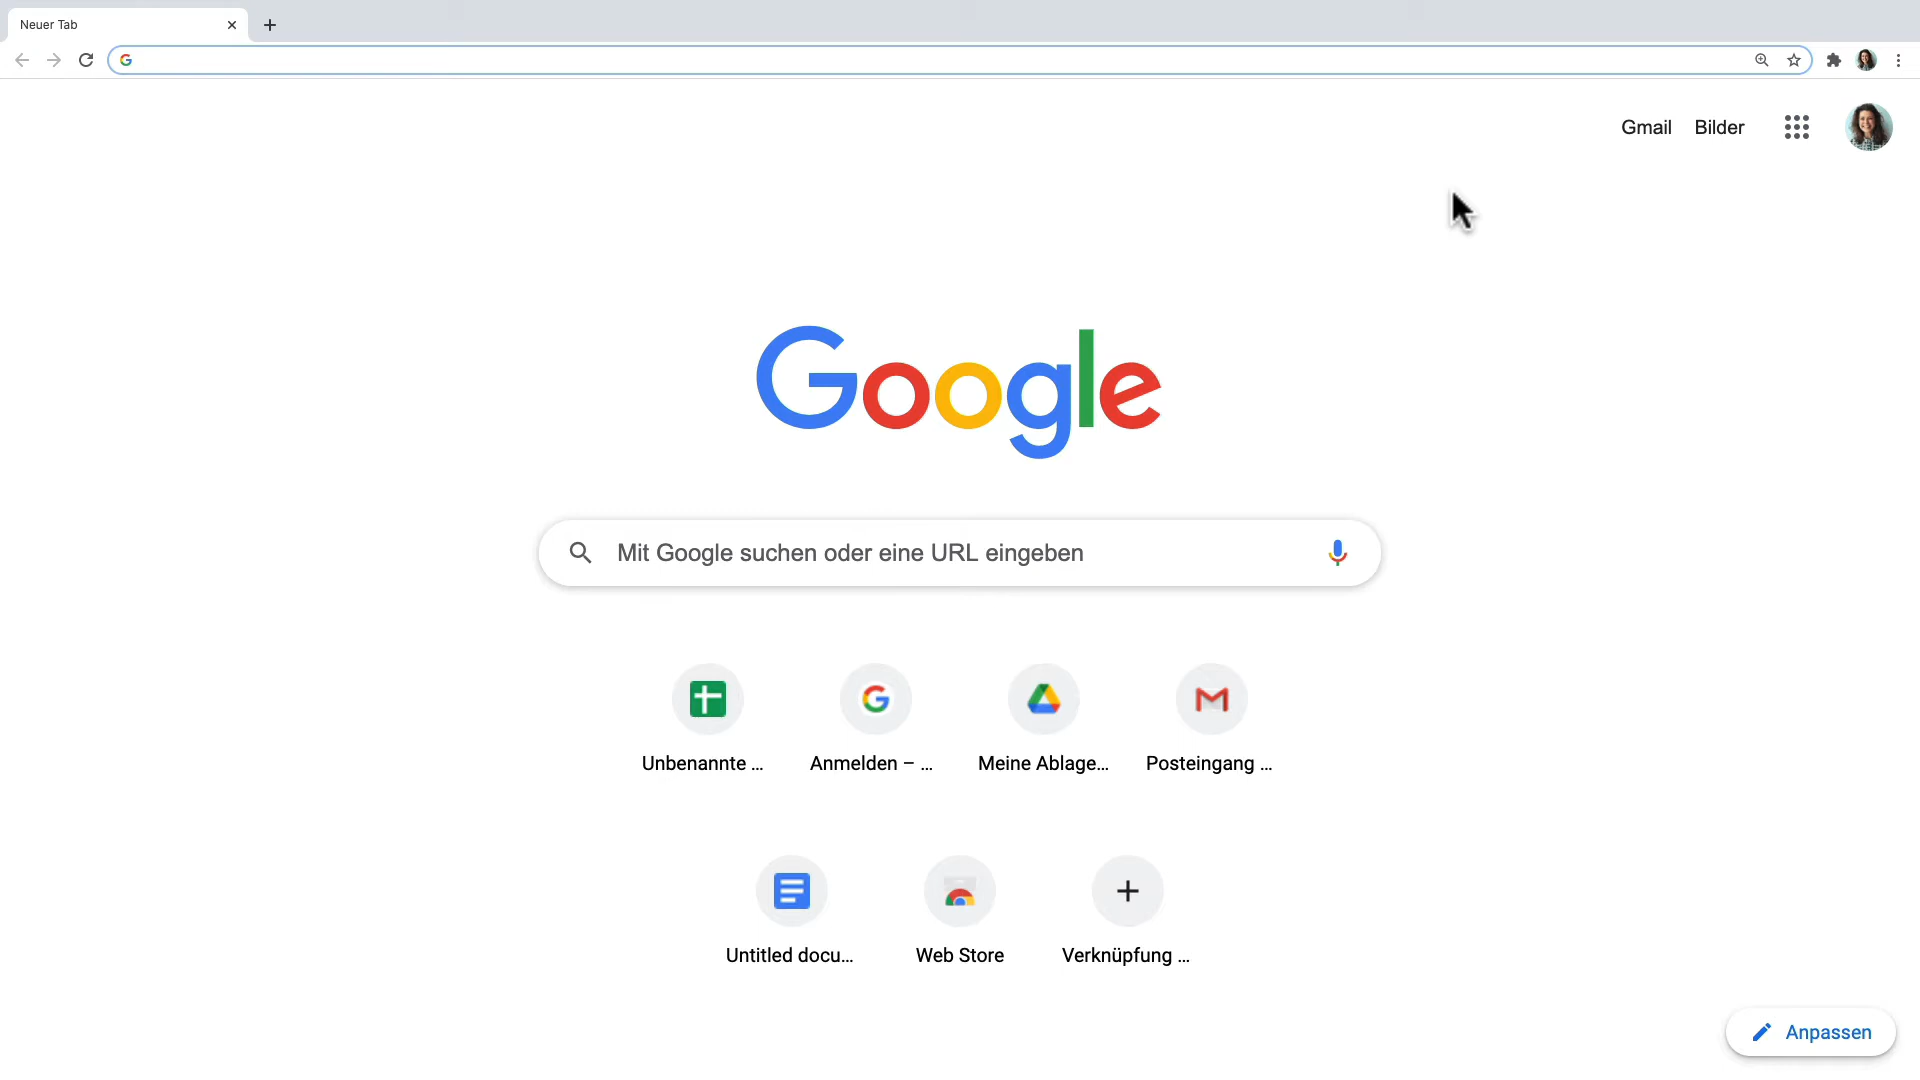 Neuer Tab
Gmail Bilder
Google
Mit Google suchen oder eine URL eingeben
Unbenannte ... Anmelden – ... Meine Ablage... Posteingang ...
Untitled docu... Web Store Verknüpfung ...
Anpassen